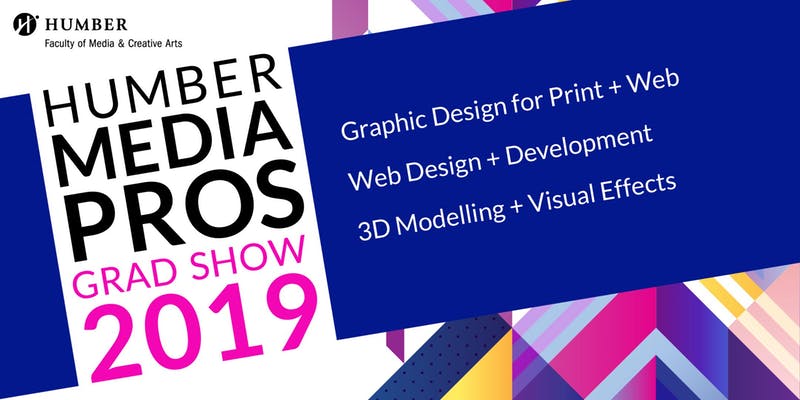 HUMBER
Faculty of Media & Creative Arts
HUMBER
MEDIA
PROS
GRAD SHOW
2019
Graphic Design for Print + Web
Web Design + Development
3D Modelling + Visual Effects